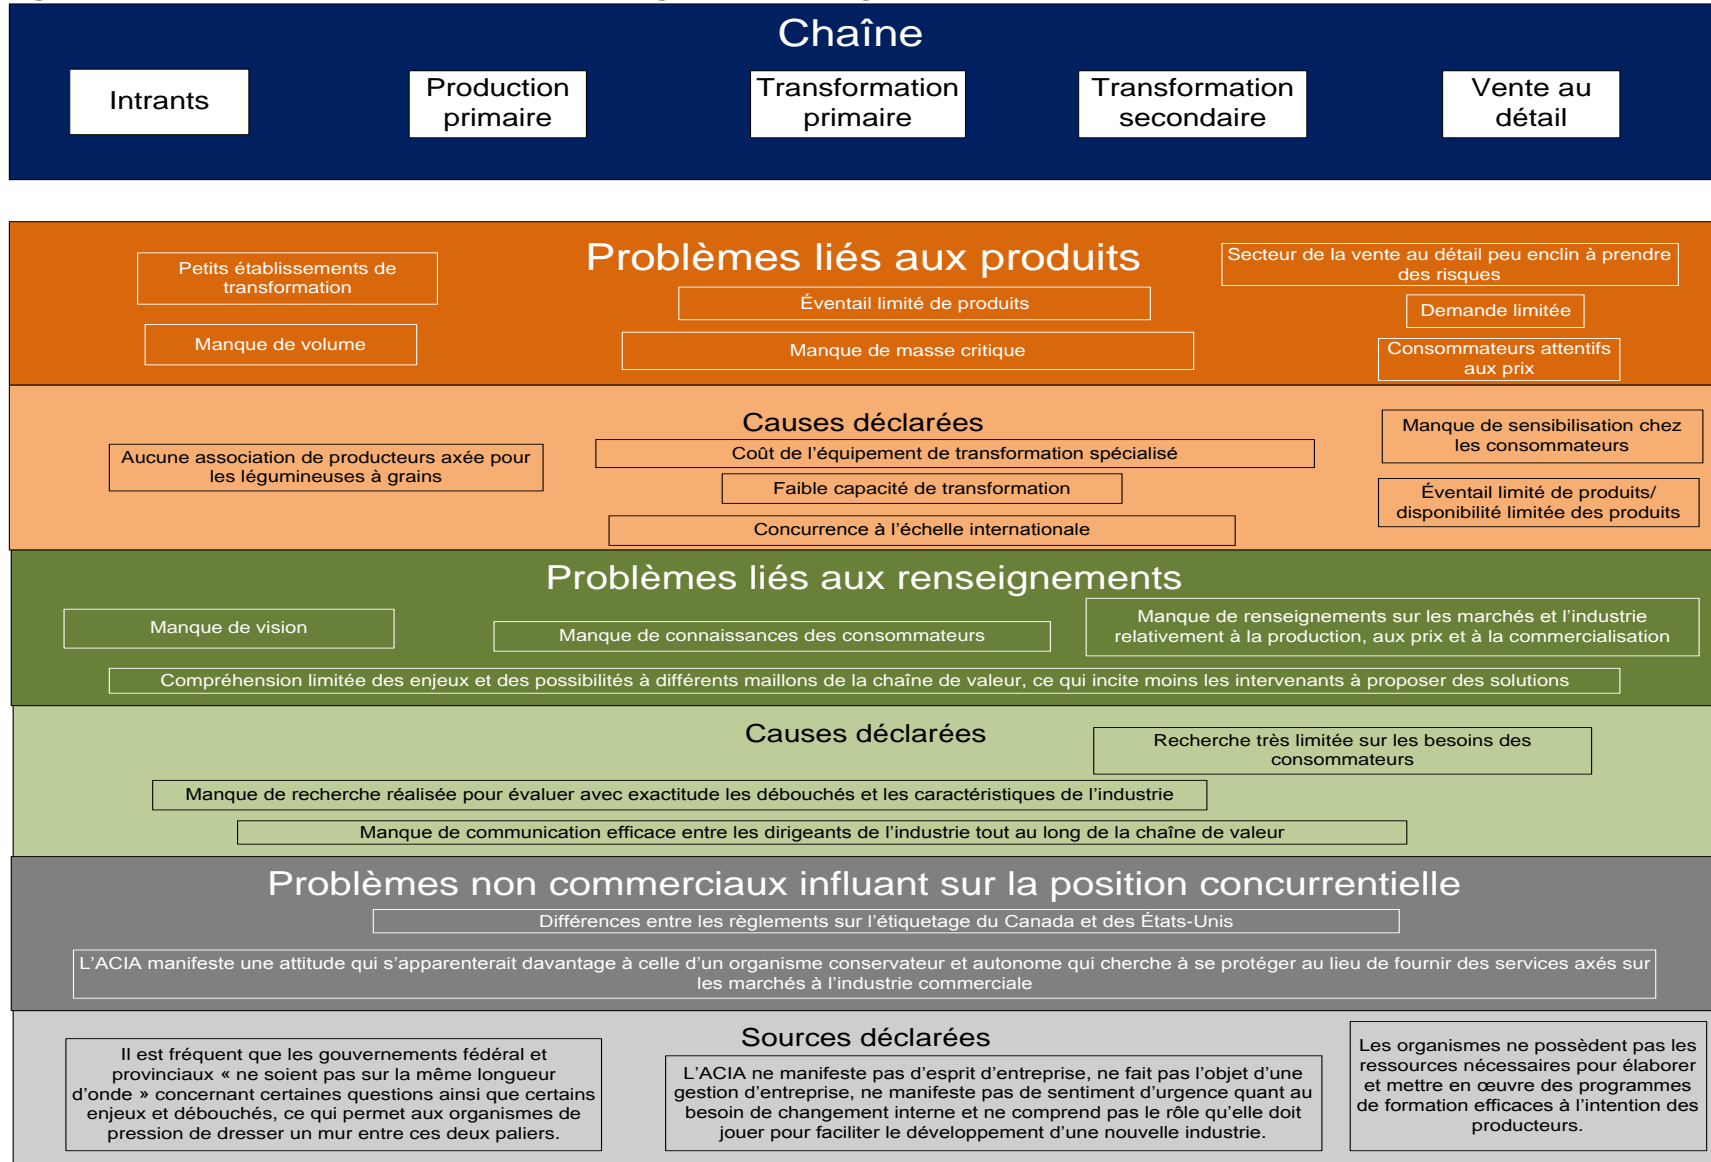 Chaîne
Intrants
Production
primaire
Transformation
primaire
Transformation
secondaire
Vente au
détail
Problèmes liés aux produits
Petits établissements de
transformation
Manque de volume
Éventail limité de produits
Manque de masse critique
Secteur de la vente au détail peu enclin à prendre
des risques
Demande limitée
Consommateurs attentifs
aux prix
Causes déclarées
Aucune association de producteurs axée pour
les légumineuses à grains
Coût de l’équipement de transformation spécialisé
Faible capacité de transformation
Concurrence à l’échelle internationale
Manque de sensibilisation chez
les consommateurs
Éventail limité de produits/
disponibilité limitée des produits
Problèmes liés aux renseignements
Manque de vision
Manque de connaissances des consommateurs
Manque de renseignements sur les marchés et l’industrie
relativement à la production, aux prix et à la commercialisation
Compréhension limitée des enjeux et des possibilités à différents maillons de la chaîne de valeur, ce qui incite moins les intervenants à proposer des solutions
Causes déclarées
Recherche très limitée sur les besoins des
consommateurs
Manque de recherche réalisée pour évaluer avec exactitude les débouchés et les caractéristiques de l’industrie
Manque de communication efficace entre les dirigeants de l’industrie tout au long de la chaîne de valeur
Problèmes non commerciaux influant sur la position concurrentielle
Différences entre les règlements sur l’étiquetage du Canada et des États-Unis
L’ACIA manifeste une attitude qui s’apparenterait davantage à celle d’un organisme conservateur et autonome qui cherche à se protéger au lieu de fournir des services axés sur
les marchés à l’industrie commerciale
Sources déclarées
Il est fréquent que les gouvernements fédéral et
provinciaux « ne soient pas sur la même longueur
d’onde » concernant certaines questions ainsi que certains
enjeux et débouchés, ce qui permet aux organismes de
pression de dresser un mur entre ces deux paliers.
L’ACIA ne manifeste pas d’esprit d’entreprise, ne fait pas l’objet d’une
gestion d’entreprise, ne manifeste pas de sentiment d’urgence quant au
besoin de changement interne et ne comprend pas le rôle qu’elle doit
jouer pour faciliter le développement d’une nouvelle industrie.
Les organismes ne possèdent pas les
ressources nécessaires pour élaborer
et mettre en œuvre des programmes
de formation efficaces à l’intention des
producteurs.